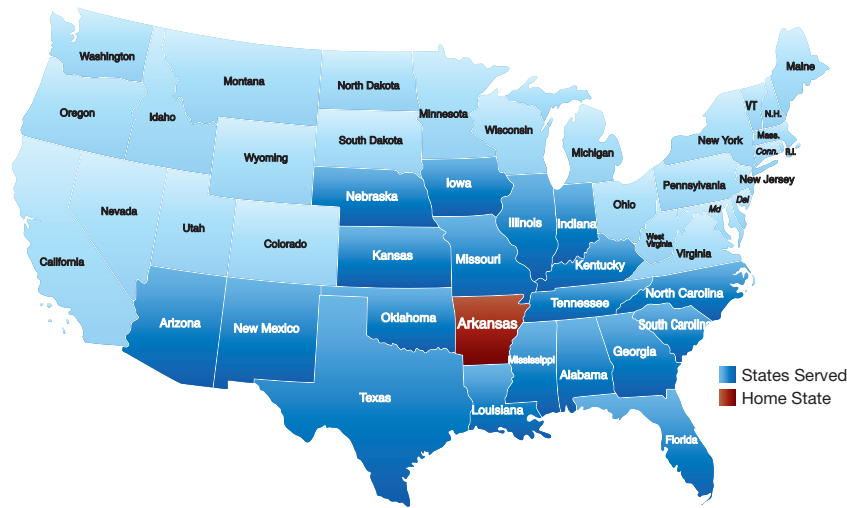 Washington
Montana
North Dakota
Minnesota
Maine
VT
N.H.
Oregon
Idaho
South Dakota
Wisconsin
Michigan
New York
Mass.
Conn.
R.I.
Wyoming
Nebraska
Iowa
Pennsylvania
New Jersey
Nevada
Utah
Colorado
Illinois
Indiana
Ohio
Md
Del
West
Virginia
Virginia
California
Kansas
Missouri
Kentucky
Arizona
New Mexico
Oklahoma
Arkansas
Tennessee
North Carolina
South Carolina
Texas
Louisiana
Mississippi
Alabama
Georgia
Florida
States Served
Home State